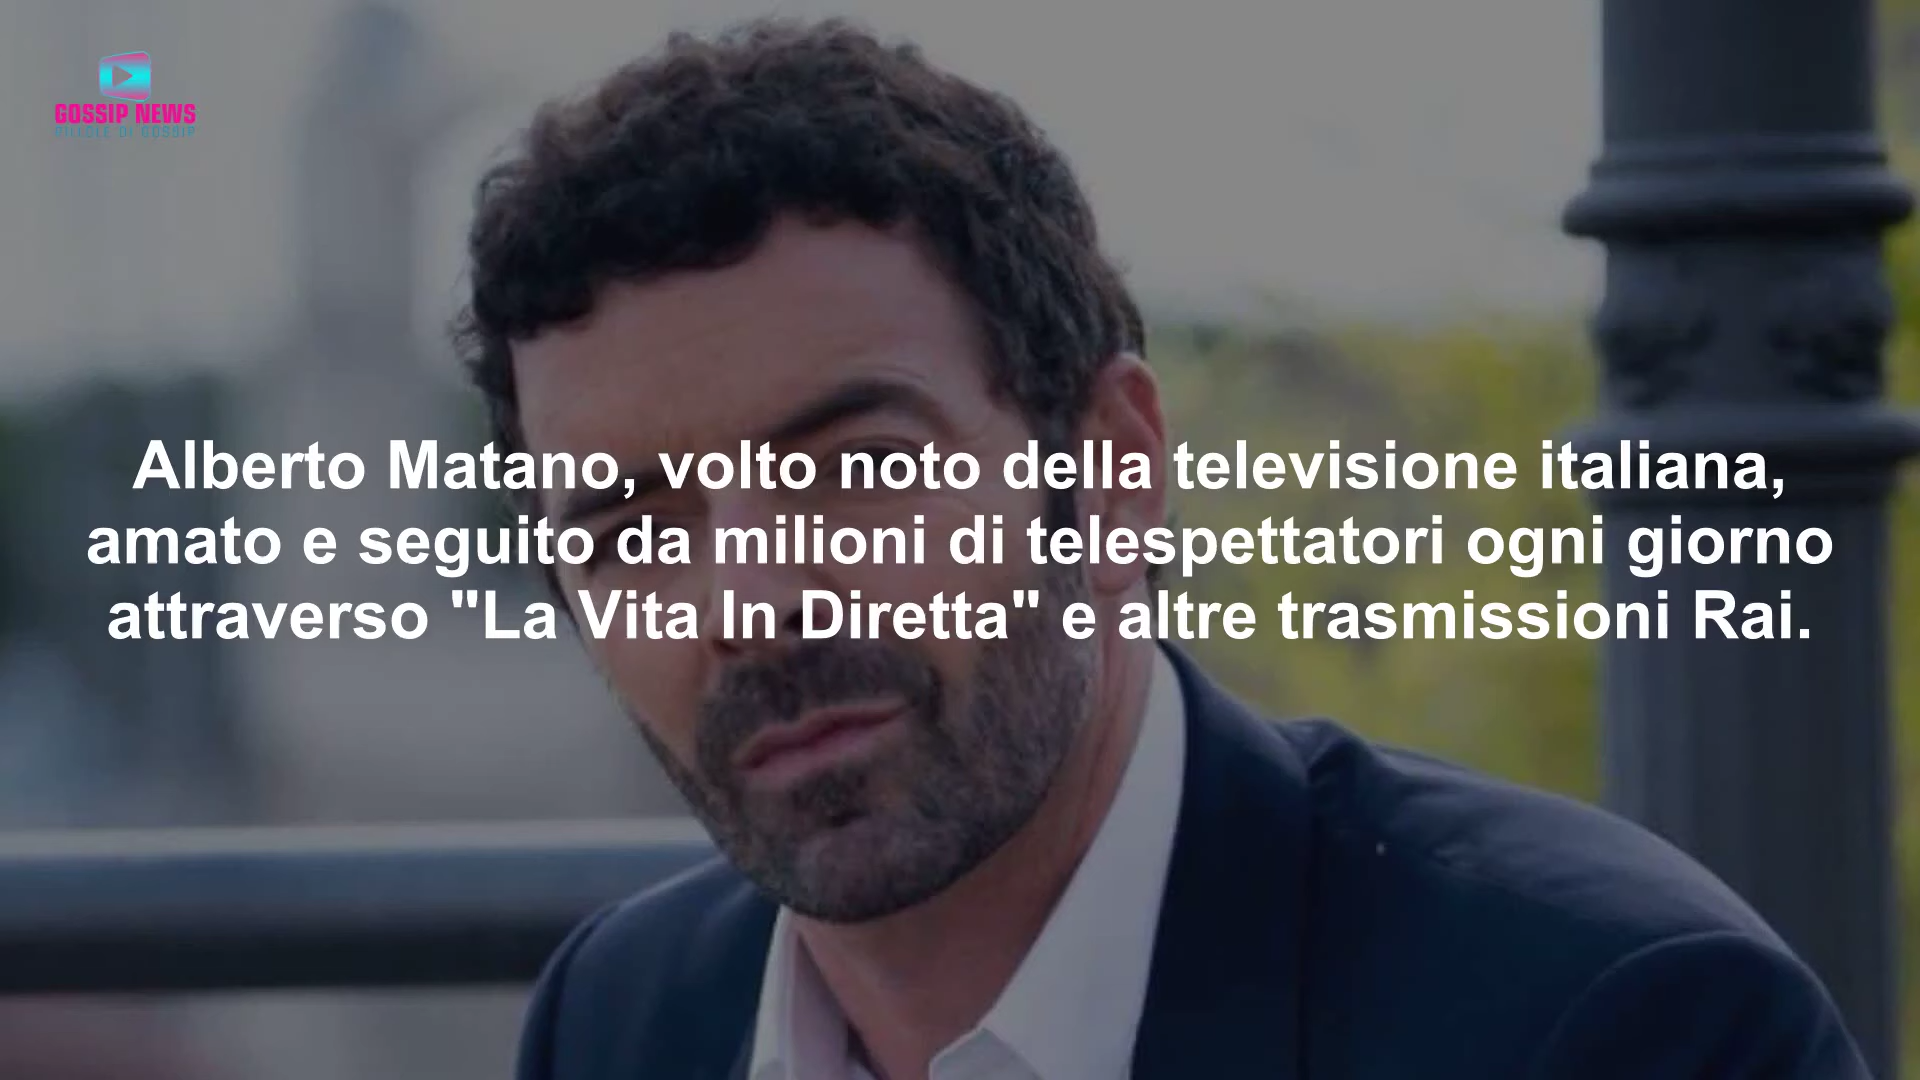 GOSSIP NEWS
PILLOLE DI GOSSIP
Alberto Matano, volto noto della televisione italiana,
amato e seguito da milioni di telespettatori ogni giorno
attraverso "La Vita In Diretta" e altre trasmissioni Rai.